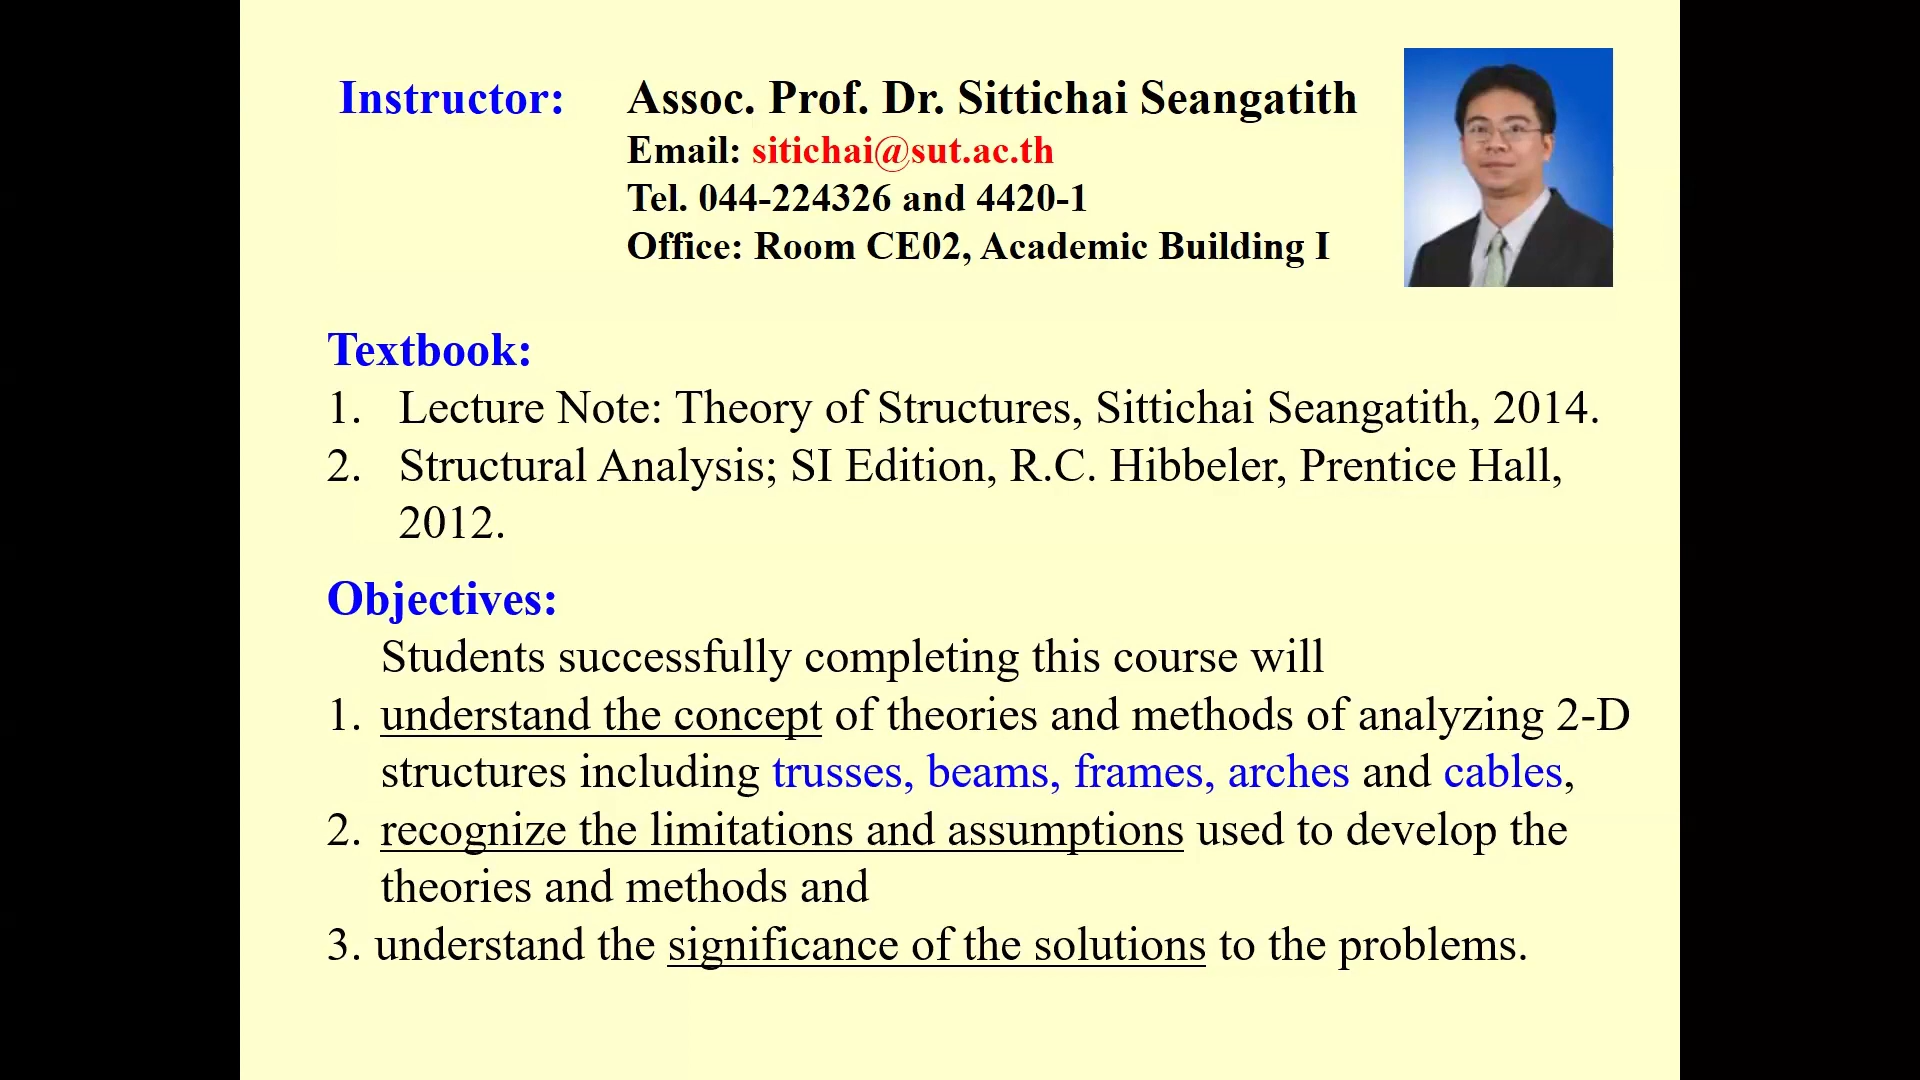 Instructor: Assoc. Prof. Dr. Sittichai Seangatith
Email: sitichai@sut.ac.th
Tel. 044-224326 and 4420-1
Office: Room CE02, Academic Building I
Textbook:
1. Lecture Note: Theory of Structures, Sittichai Seangatith, 2014.
2. Structural Analysis; SI Edition, R.C. Hibbeler, Prentice Hall,
2012.
Objectives:
Students successfully completing this course will
1. understand the concept of theories and methods of analyzing 2-D
structures including trusses, beams, frames, arches and cables,
2. recognize the limitations and assumptions used to develop the
theories and methods and
3. understand the significance of the solutions to the problems.